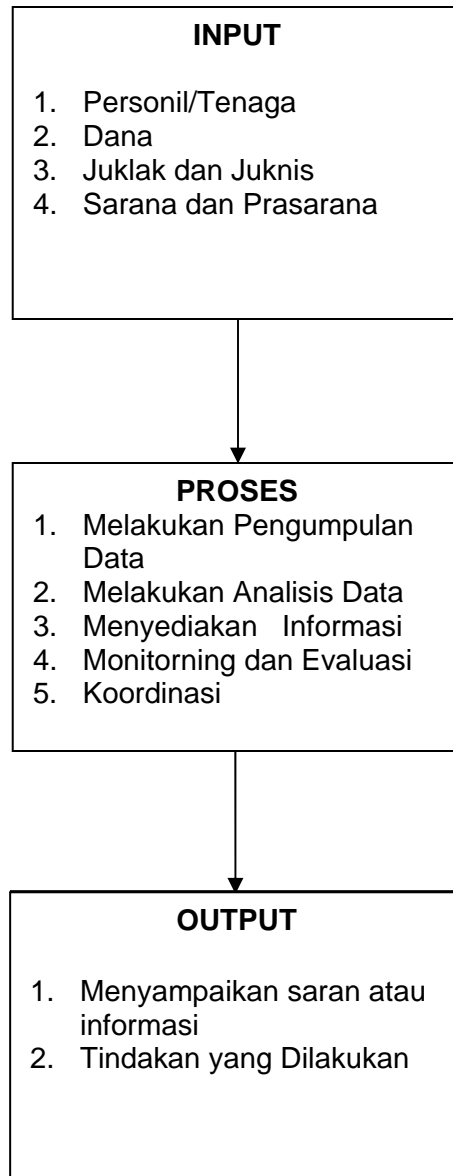 INPUT
1. Personil/Tenaga
2. Dana
3. Juklak dan Juknis
4. Sarana dan Prasarana
PROSES
1. Melakukan Pengumpulan
Data
2. Melakukan Analisis Data
3. Menyediakan Informasi
4. Monitorning dan Evaluasi
5. Koordinasi
OUTPUT
1. Menyampaikan saran atau
informasi
2. Tindakan yang Dilakukan